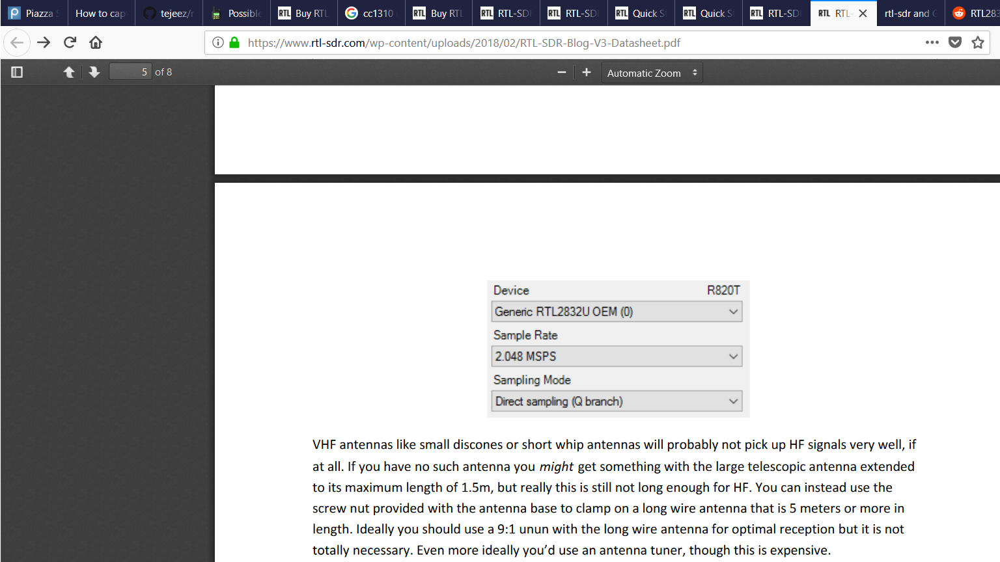 Piazza
How to cap
tejeez/r
Possible
RTL Buy RTL
cc1310
RTL Buy RTL
RTL RTL-SD
RTL RTL-SD
RTL Quick S
RTL Quick S
RTL RTL-SD
RTL RTL-
rtl-sdr and
RTL283
https://www.rtl-sdr.com/wp-content/uploads/2018/02/RTL-SDR-Blog-V3-Datasheet.pdf
5 of 8
Automatic Zoom
Device R820T
Generic RTL2832U OEM (0)
Sample Rate
2.048 MSPS
Sampling Mode
Direct sampling (Q branch)
VHF antennas like small discones or short whip antennas will probably not pick up HF signals very well, if
at all. If you have no such antenna you might get something with the large telescopic antenna extended
to its maximum length of 1.5m, but really this is still not long enough for HF. You can instead use the
screw nut provided with the antenna base to clamp on a long wire antenna that is 5 meters or more in
length. Ideally you should use a 9:1 unun with the long wire antenna for optimal reception but it is not
totally necessary. Even more ideally you’d use an antenna tuner, though this is expensive.